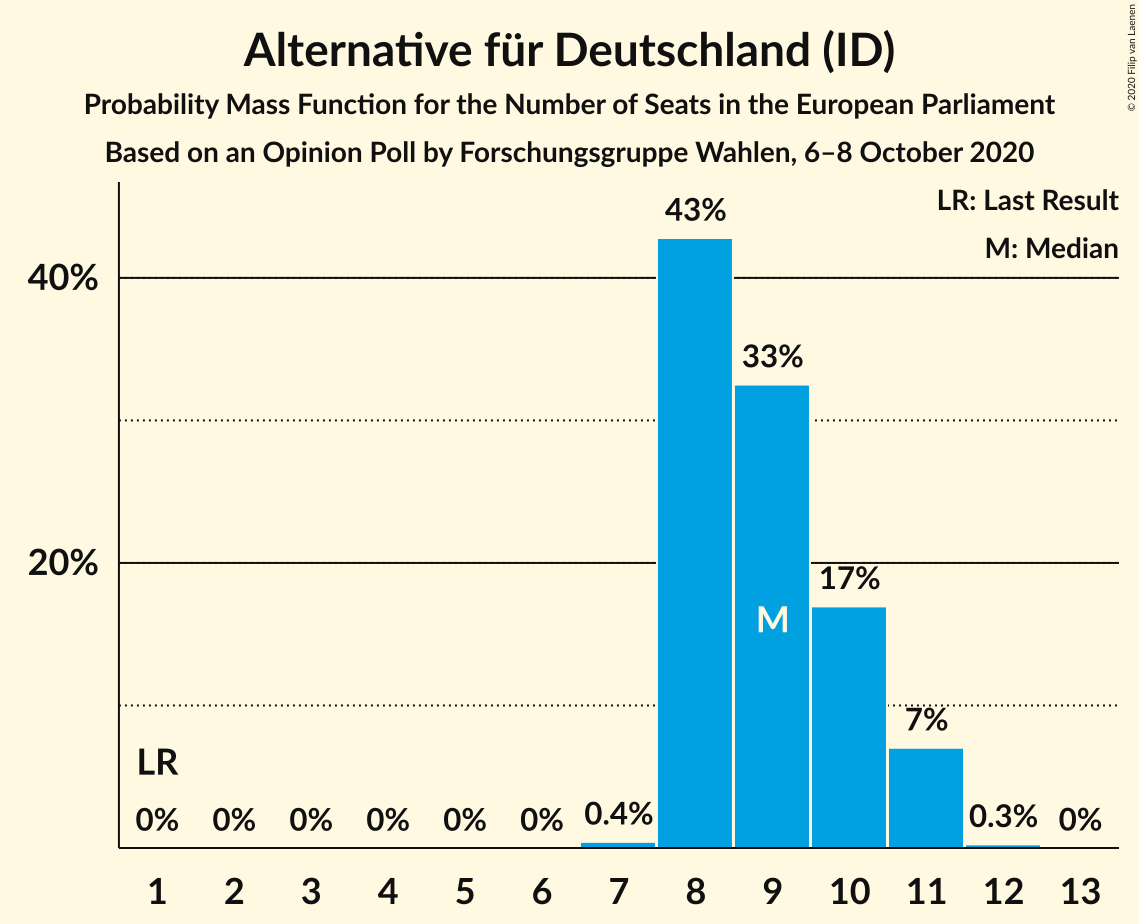 Alternative für Deutschland (ID)
Probability Mass Function for the Number of Seats in the European Parliament
Based on an Opinion Poll by Forschungsgruppe Wahlen, 6–8 October 2020
© 2020 Filip van Laenen
LR: Last Result
M: Median
43%
40%
33%
20%
17%
M
7%
LR
0% 0% 0% 0% 0% 0% 0.4% 0.3% 0%
1 2 3 4 5 6 7 8 9 10 11 12 13